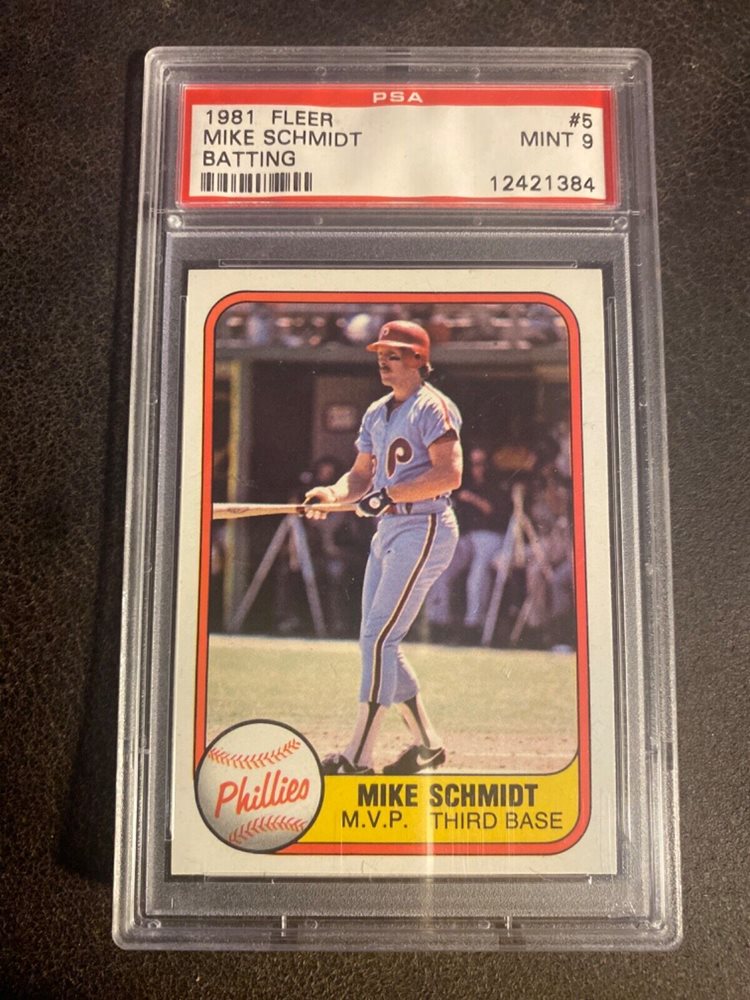 PSA
1981 FLEER #5
MIKE SCHMIDT MINT 9
BATTING
12421384
P
P
Phillies
MIKE SCHMIDT
M.V.P. THIRD BASE